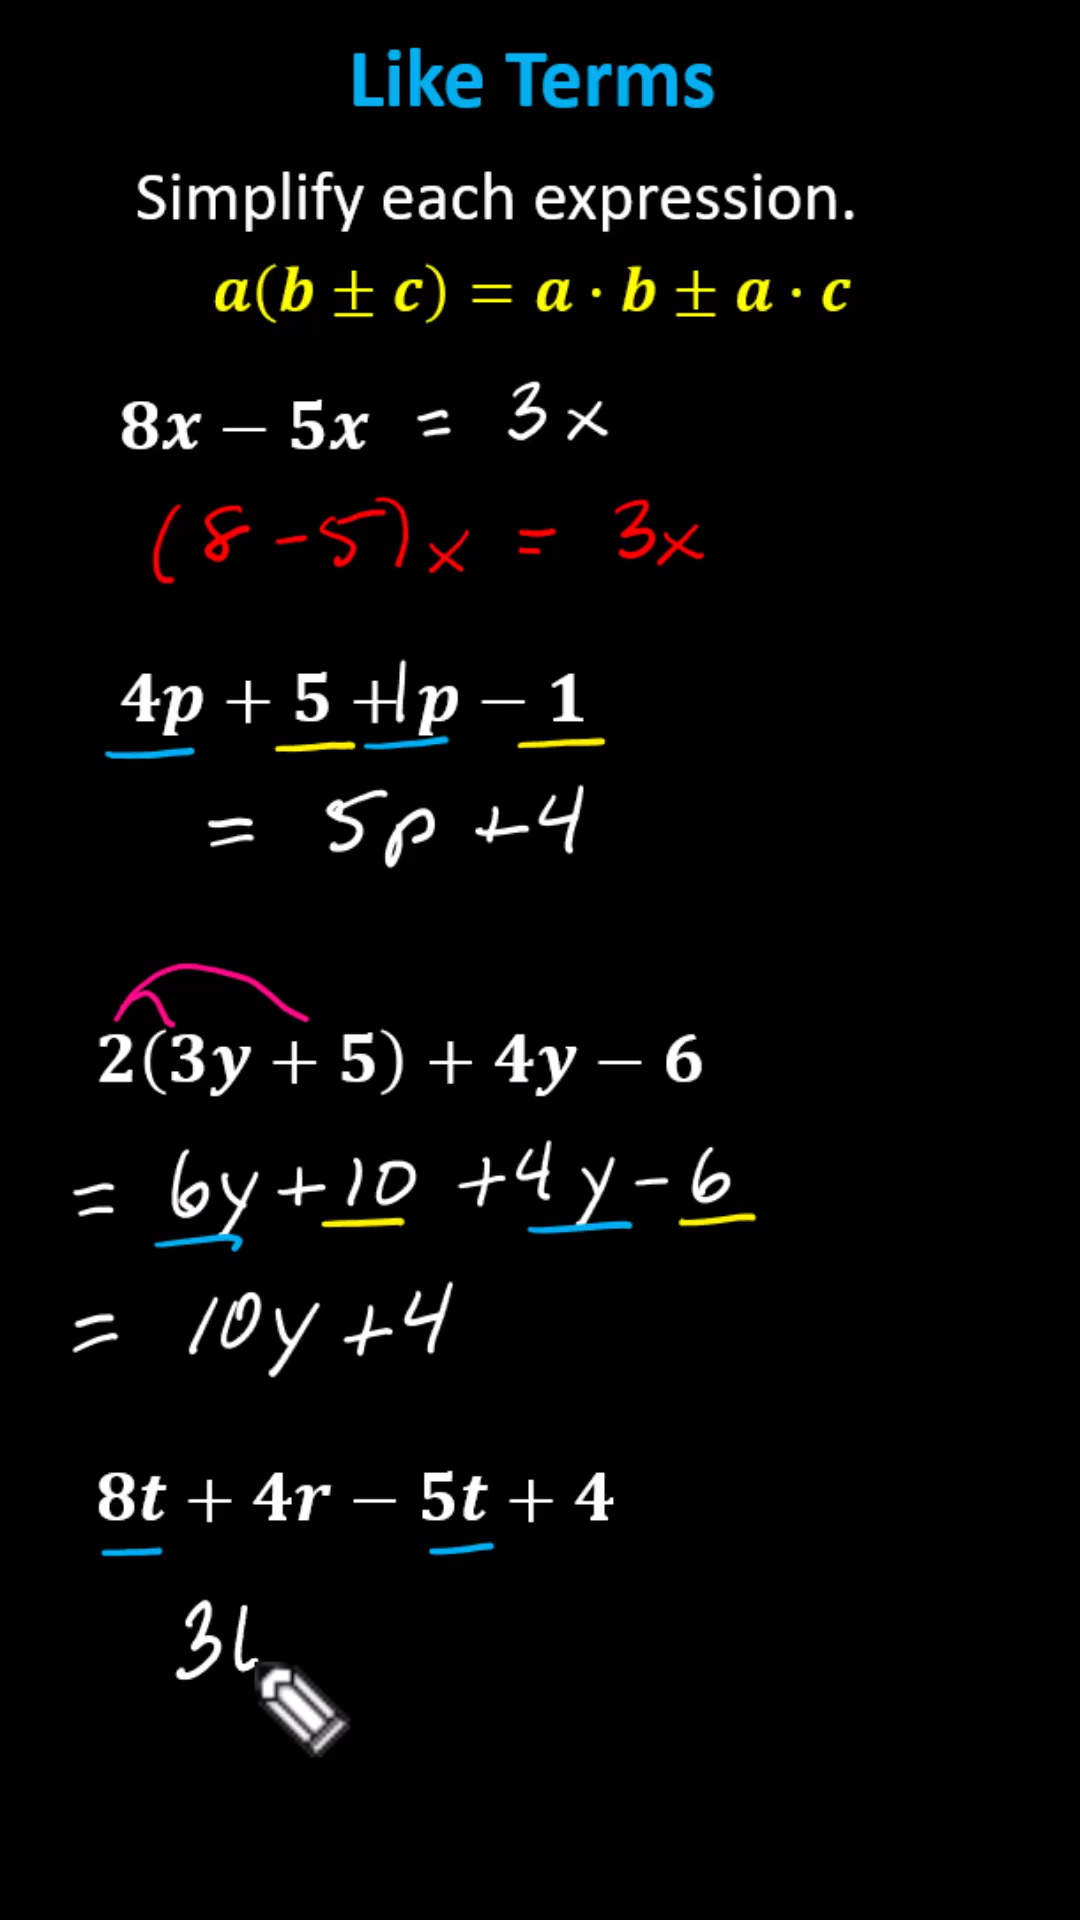 Like Terms
Simplify each expression.
a(b ± c) = a · b ± a · c
8x − 5x = 3x
(8 - 5)x = 3x
4p + 5 + 1p − 1
= 5p + 4
2(3y + 5) + 4y − 6
= 6y + 10 + 4y - 6
= 10y + 4
8t + 4r − 5t + 4
3